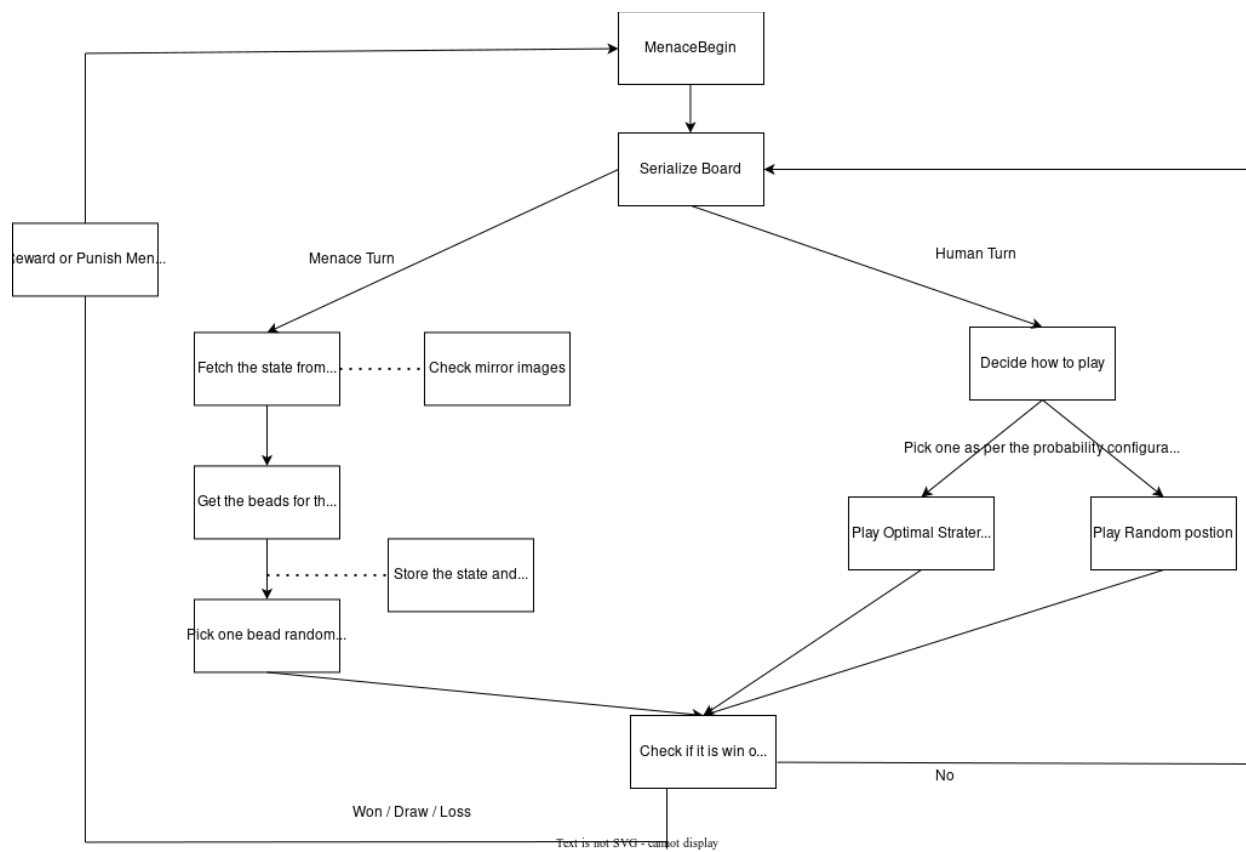 MenaceBegin
Serialize Board
eward or Punish Men...
Menace Turn
Human Turn
Fetch the state from...
Check mirror images
Decide how to play
Pick one as per the probability configura...
Get the beads for th...
Play Optimal Strater...
Play Random postion
Store the state and...
Pick one bead random...
Check if it is win o...
No
Won / Draw / Loss
Text is not SVG - cannot display